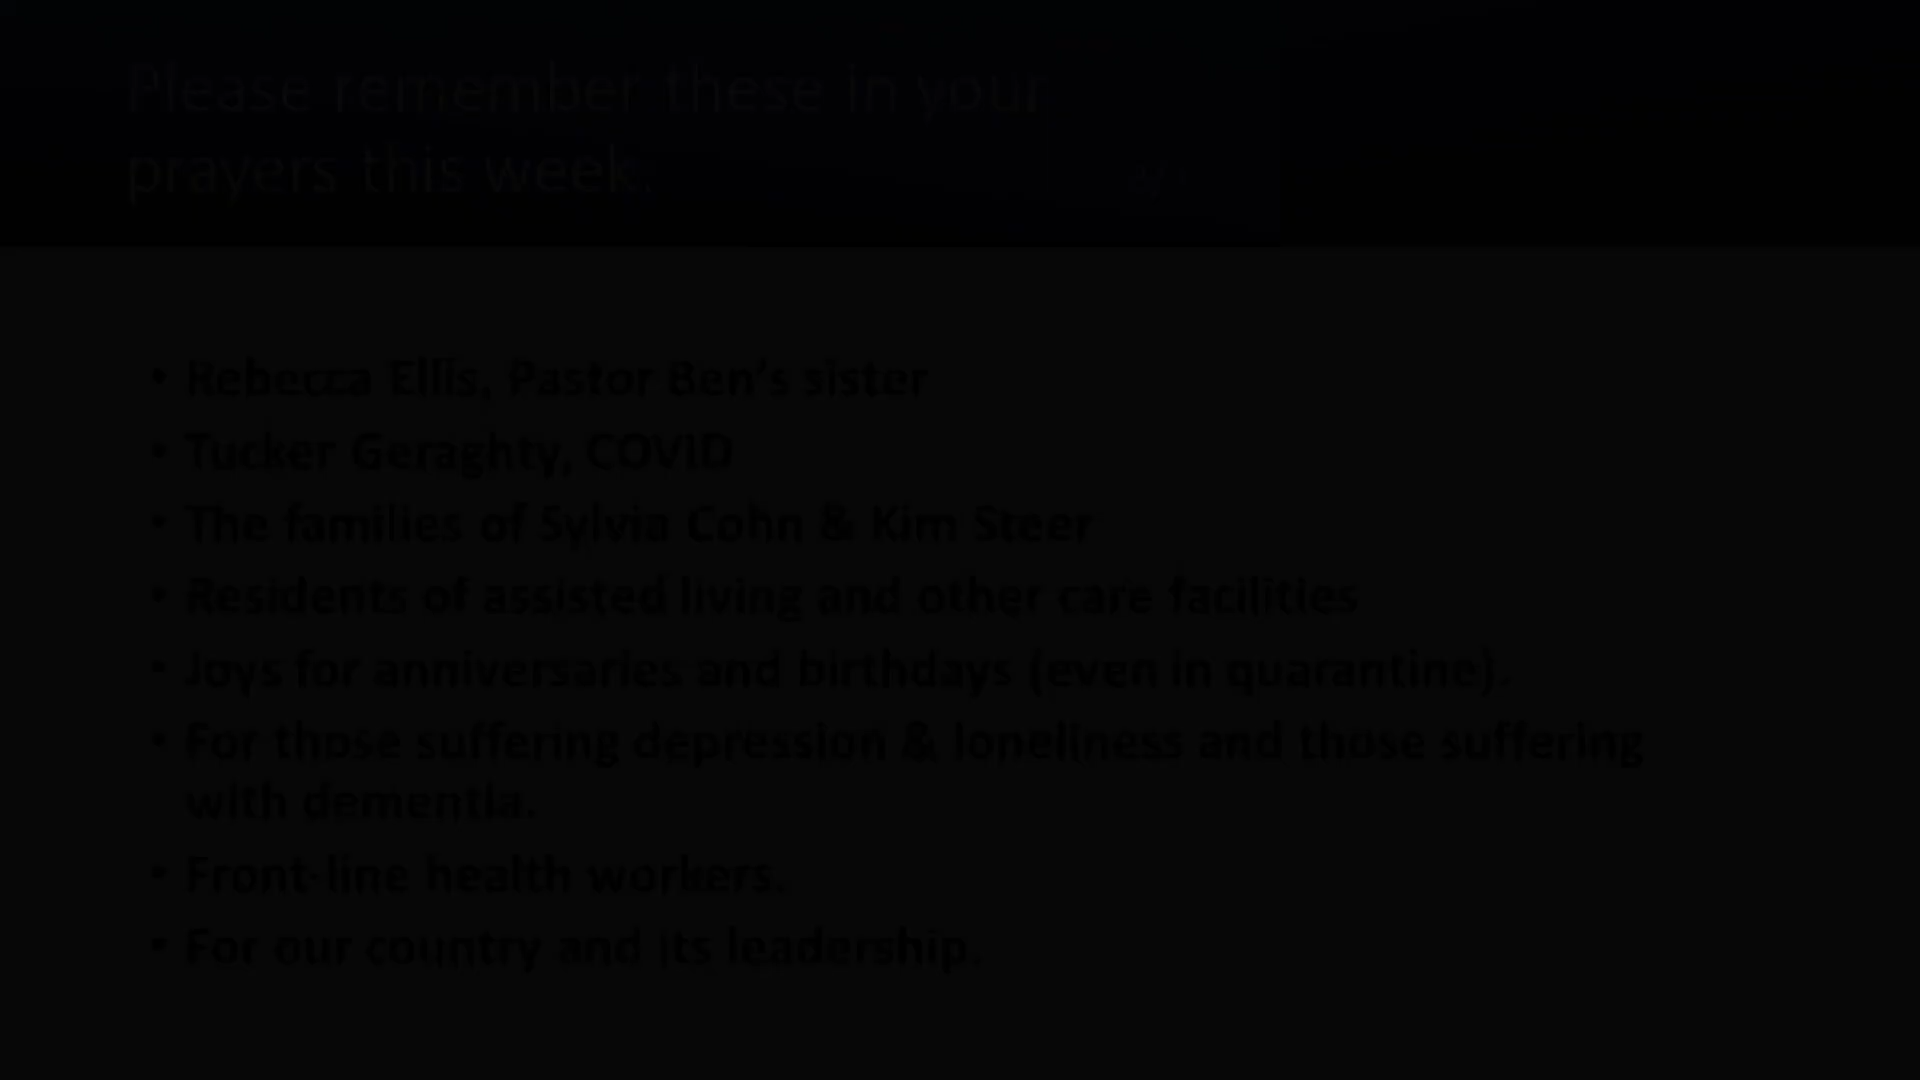 Please remember these in your
prayers this week.
• Rebecca Ellis, Pastor Ben's sister
• Tucker Geraghty, COVID
• The families of Sylvia Cohn & Kim Steer
• Residents of assisted living and other care facilities
• Joys for anniversaries and birthdays (even in quarantine).
• For those suffering depression & loneliness and those suffering
with dementia.
• Front-line health workers.
• For our country and its leadership.